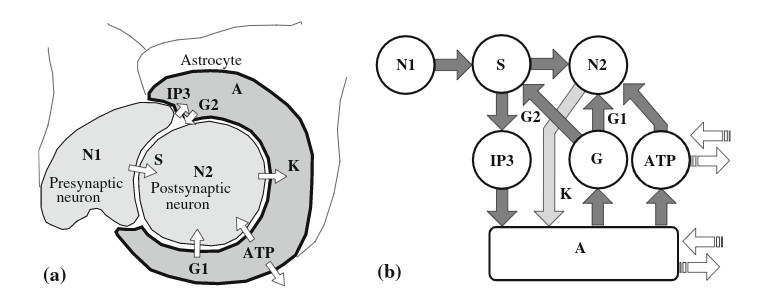 Astrocyte
IP3
A
G2
N1
Presynaptic
neuron
S
N2
Postsynaptic
neuron
K
ATP
G1
(a)
N1
S
N2
G2
G1
IP3
G
ATP
K
A
(b)